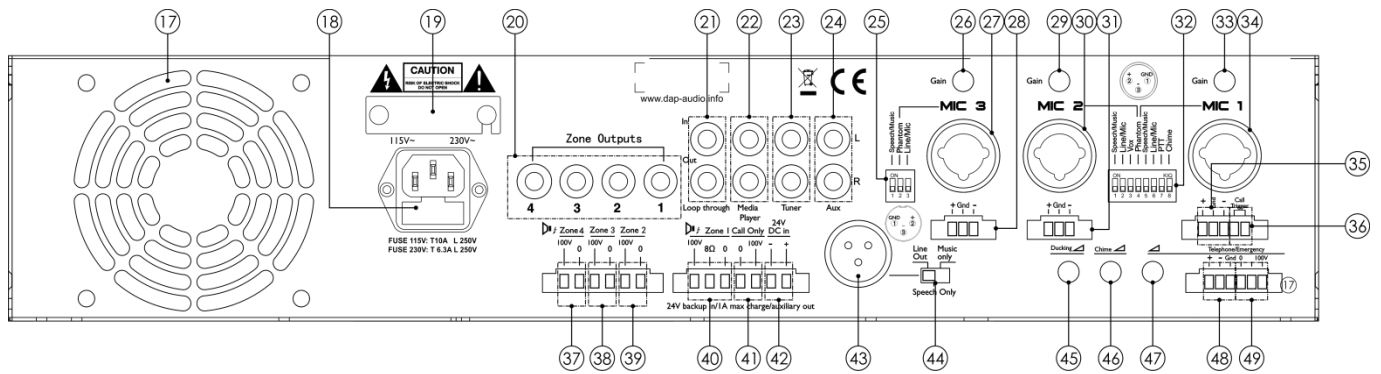 17 18 19 20 21 22 23 24 25 26 27 28 29 30 31 32 33 34
CAUTION
RISK OF ELECTRIC SHOCK
DO NOT OPEN
www.dap-audio.info
CE
115V~ 230V~
FUSE 115V: T10A L 250V
FUSE 230V: T 6.3A L 250V
Zone Outputs
4 3 2 1
In
Out
Loop through
Media
Player
Tuner
Aux
L
R
Speech/Music
Phantom
Line/Mic
ON
1 2 3
Gain
MIC 3
+ Gnd -
GND
1 2 3
+
-
Gain
MIC 2
+ Gnd -
+ GND
2 1
-
3
Speech/Music
Line/Mic
Vox
Phantom
Speech/Music
Line/Mic
PTT
Chime
ON
1 2 3 4 5 6 7 8
Gain
MIC 1
35
+ Gnd -
Call
Trigger
36
Zone 4 Zone 3 Zone 2
100V 0 100V 0 100V 0
Zone 1 Call Only
100V 8Ω 0 0 100V
24V
DC in
- +
24V backup in/1A max charge/auxiliary out
Line
Out
Music
only
Speech Only
Ducking
Chime
Telephone/Emergency
+ - Gnd 0 100V
17
37 38 39 40 41 42 43 44 45 46 47 48 49